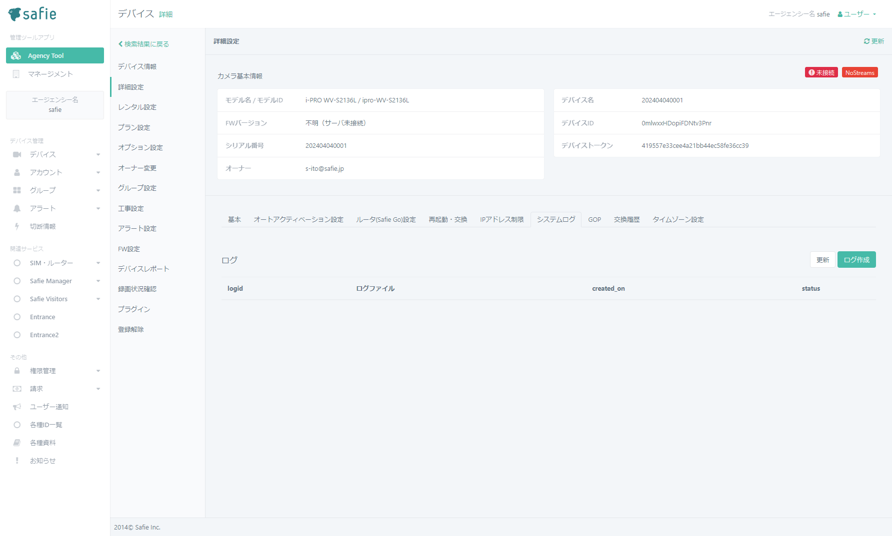 safie
管理ツールアプリ
Agency Tool
マネージメント
エージェンシー名
safie
デバイス管理
デバイス
アカウント
グループ
アラート
切断情報
関連サービス
SIM・ルーター
Safie Manager
Safie Visitors
Entrance
Entrance2
その他
権限管理
請求
ユーザー通知
各種ID一覧
各種資料
お知らせ
デバイス 詳細
エージェンシー名 safie
ユーザー
検索結果に戻る
デバイス情報
詳細設定
レンタル設定
プラン設定
オプション設定
オーナー変更
グループ設定
工事設定
アラート設定
FW設定
デバイスレポート
録画状況確認
プラグイン
登録解除
詳細設定
更新
カメラ基本情報
未接続 NoStreams
モデル名 / モデルID i-PRO WV-S2136L / ipro-WV-S2136L
FWバージョン 不明（サーバ未接続）
シリアル番号 202404040001
オーナー s-ito@safie.jp
デバイス名 202404040001
デバイスID 0mlwxxHDopiFDNtv3Pnr
デバイストークン 419557e33cee4a21bb44ec58fe36cc39
基本 オートアクティベーション設定 ルータ(Safie Go)設定 再起動・交換 IPアドレス制限 システムログ GOP 交換履歴 タイムゾーン設定
ログ
更新 ログ作成
logid ログファイル created_on status
2014© Safie Inc.